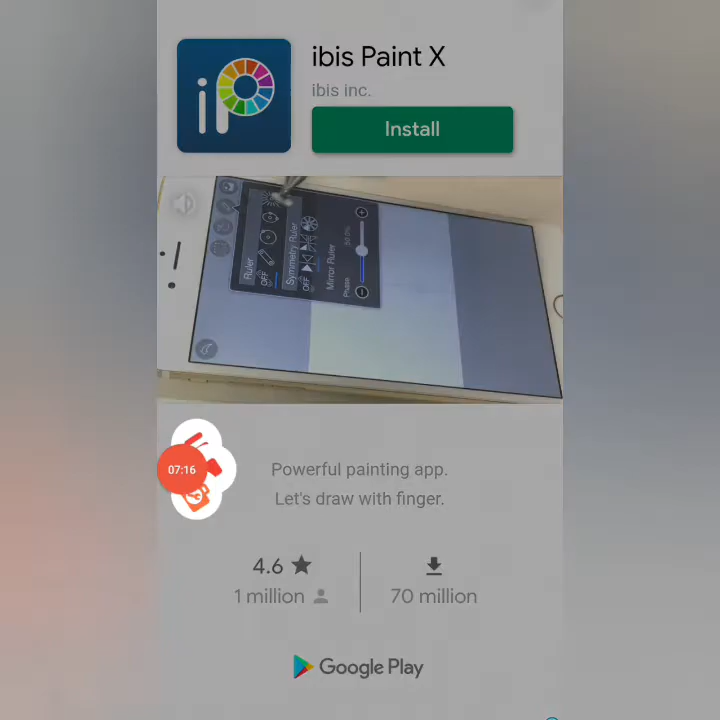 ibis Paint X
ibis inc.
Install
iP
Ruler
OFF
Symmetry Ruler
OFF
Mirror Ruler
Phase
07:16
Powerful painting app.
Let's draw with finger.
4.6
1 million
70 million
Google Play